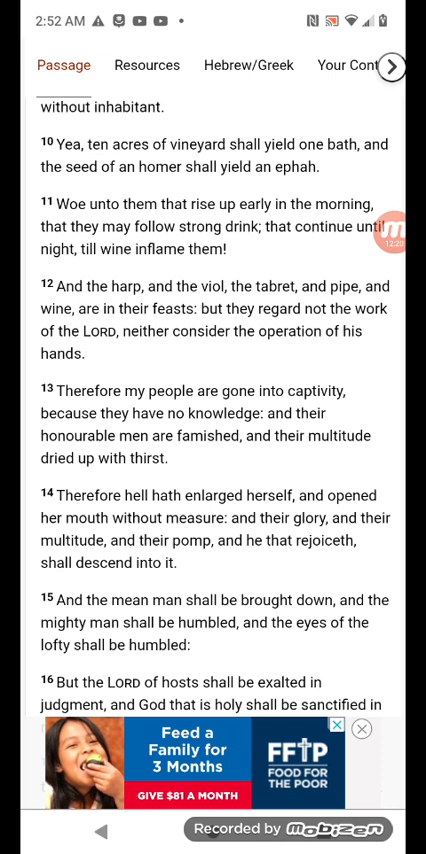 2:52 AM
Passage Resources Hebrew/Greek Your Cont
without inhabitant.
10 Yea, ten acres of vineyard shall yield one bath, and
the seed of an homer shall yield an ephah.
11 Woe unto them that rise up early in the morning,
that they may follow strong drink; that continue until
night, till wine inflame them!
12:20
12 And the harp, and the viol, the tabret, and pipe, and
wine, are in their feasts: but they regard not the work
of the LORD, neither consider the operation of his
hands.
13 Therefore my people are gone into captivity,
because they have no knowledge: and their
honourable men are famished, and their multitude
dried up with thirst.
14 Therefore hell hath enlarged herself, and opened
her mouth without measure: and their glory, and their
multitude, and their pomp, and he that rejoiceth,
shall descend into it.
15 And the mean man shall be brought down, and the
mighty man shall be humbled, and the eyes of the
lofty shall be humbled:
16 But the LORD of hosts shall be exalted in
judgment, and God that is holy shall be sanctified in
Feed a
Family for
3 Months
GIVE $81 A MONTH
FFTP
FOOD FOR
THE POOR
Recorded by mobizen